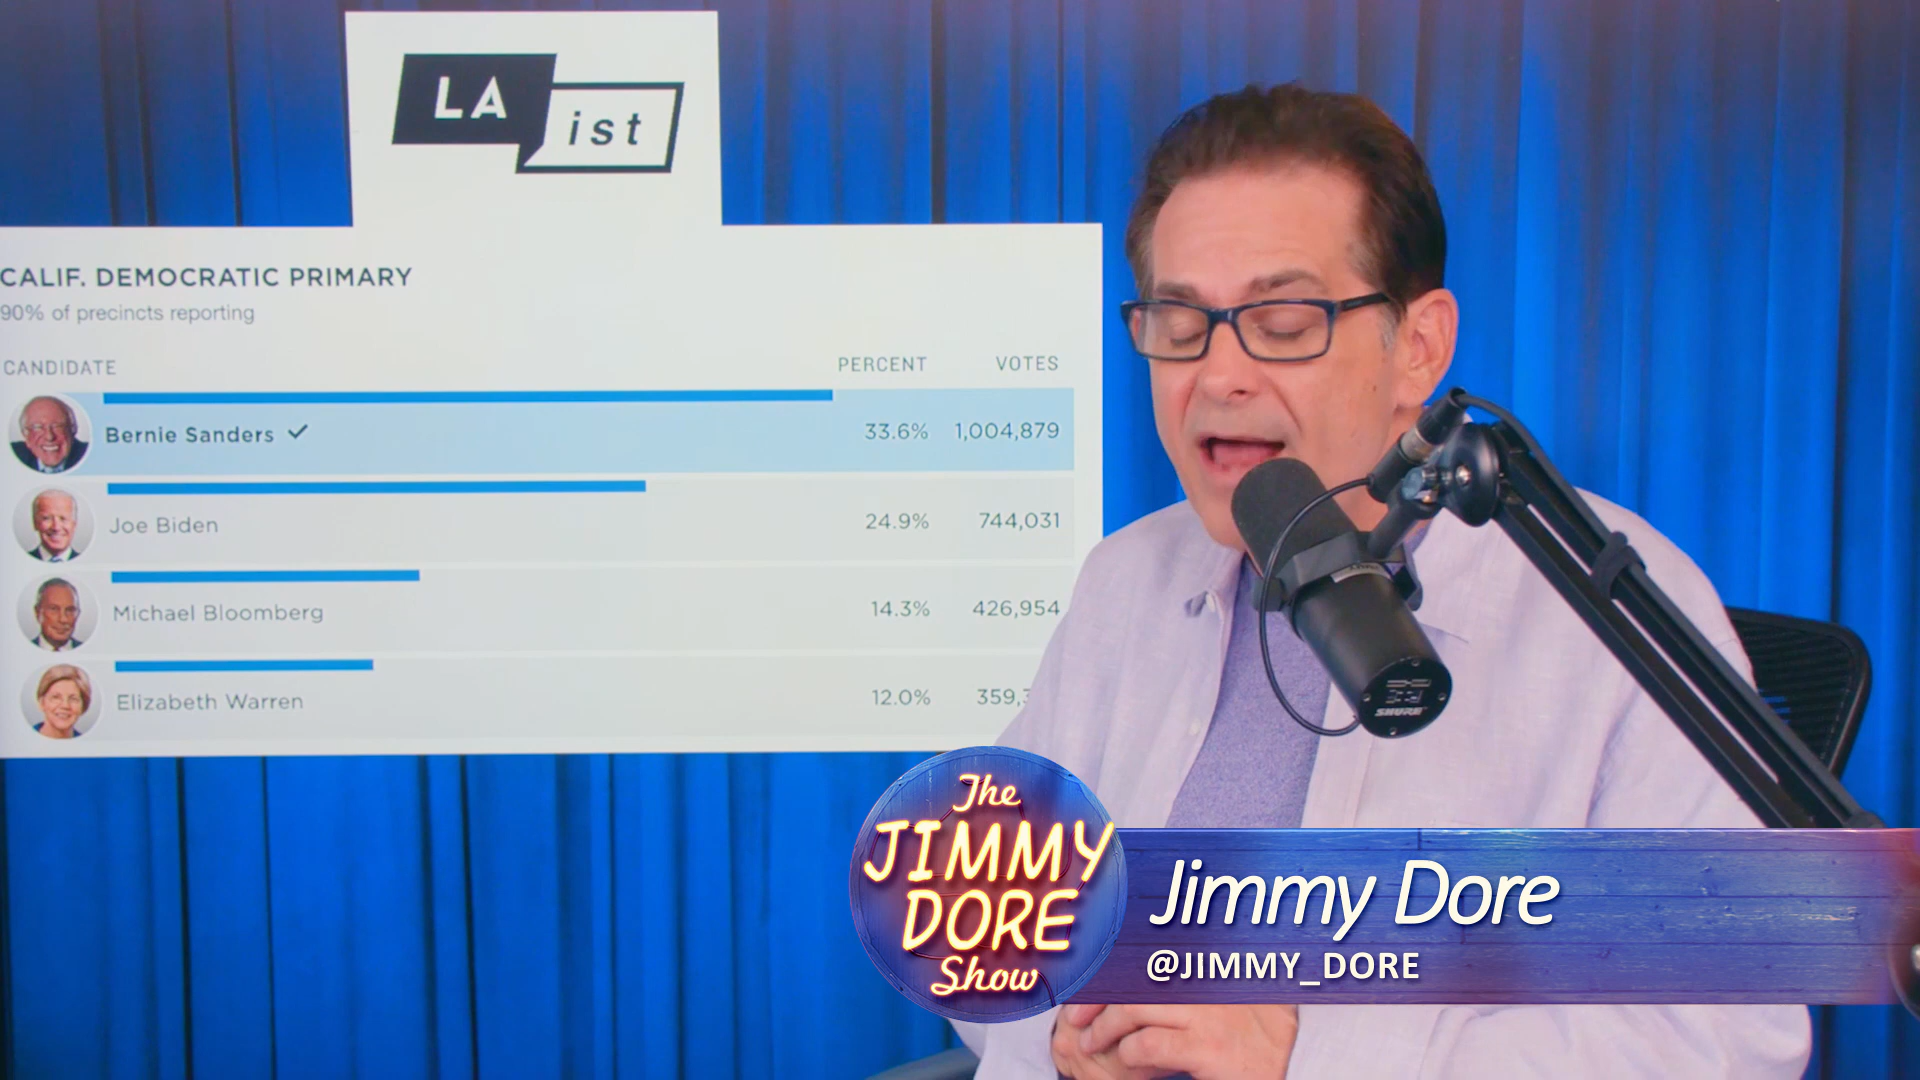 LA
ist
CALIF. DEMOCRATIC PRIMARY
90% of precincts reporting
CANDIDATE PERCENT VOTES
Bernie Sanders ✓ 33.6% 1,004,879
Joe Biden 24.9% 744,031
Michael Bloomberg 14.3% 426,954
Elizabeth Warren 12.0%
SHURE
The
JIMMY
DORE
Show
Jimmy Dore
@JIMMY_DORE